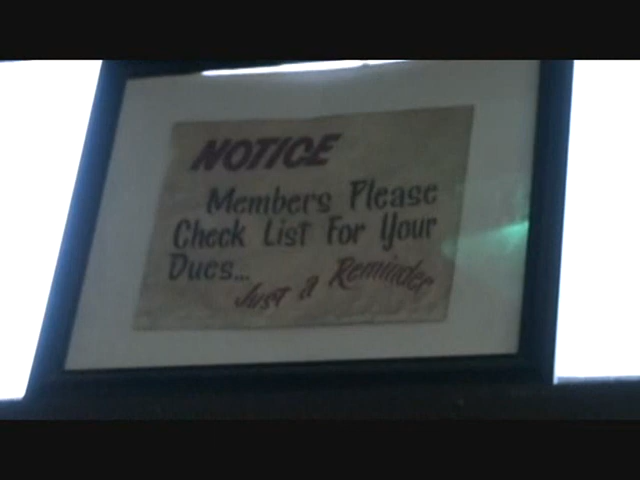 NOTICE
Members Please
Check List For Your
Dues...
Just a Reminder